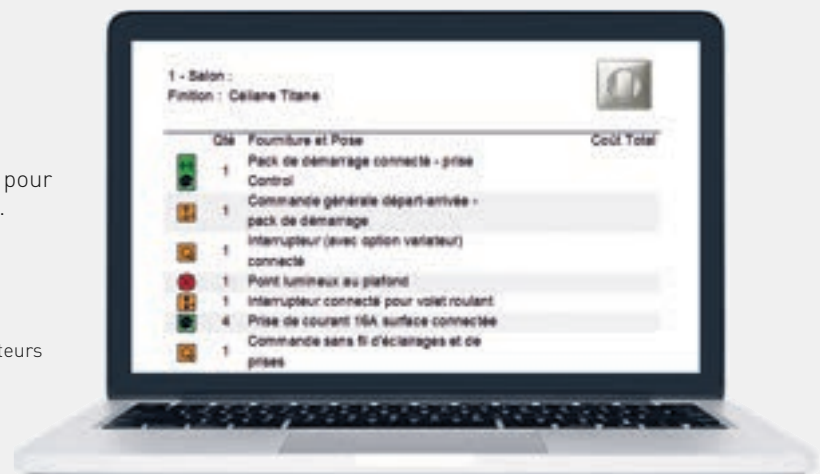 pour
.
teurs
1 - Salon :
Finition : Céliane Titane
Qté Fourniture et Pose Coût Total
1 Pack de démarrage connecté - prise
Control
1 Commande générale départ-arrivée -
pack de démarrage
1 Interrupteur (avec option variateur)
connecté
1 Point lumineux au plafond
1 Interrupteur connecté pour volet roulant
4 Prise de courant 16A surface connectée
1 Commande sans fil d'éclairages et de
prises